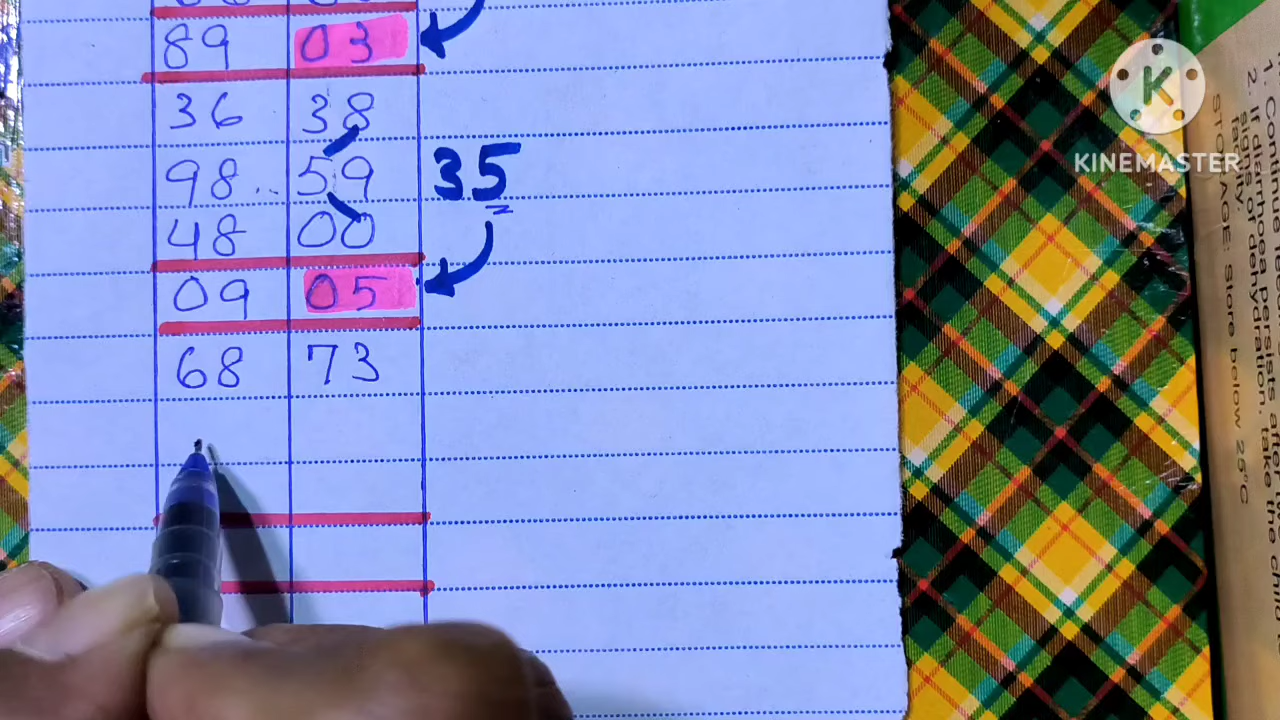 89 03
36 38
98 59 35
48 00
09 05
68 73
K
KINEMASTER
1. Continue
2. If diarrhoea persists after
signs of dehydration, take the child to
facility.
STORAGE: Store below 25°C